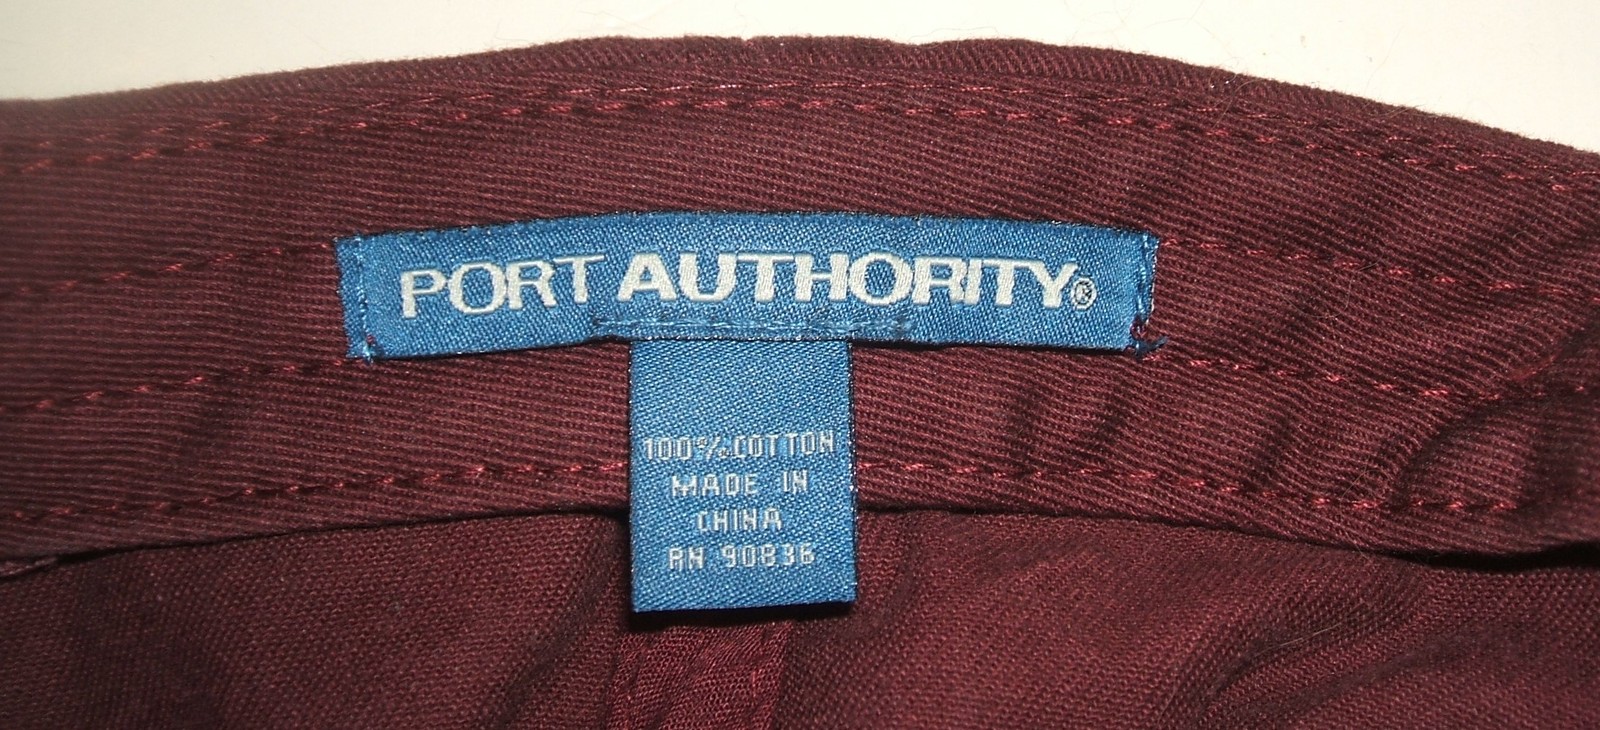 PORT AUTHORITY®
100% COTTON
MADE IN
CHINA
RN 90836